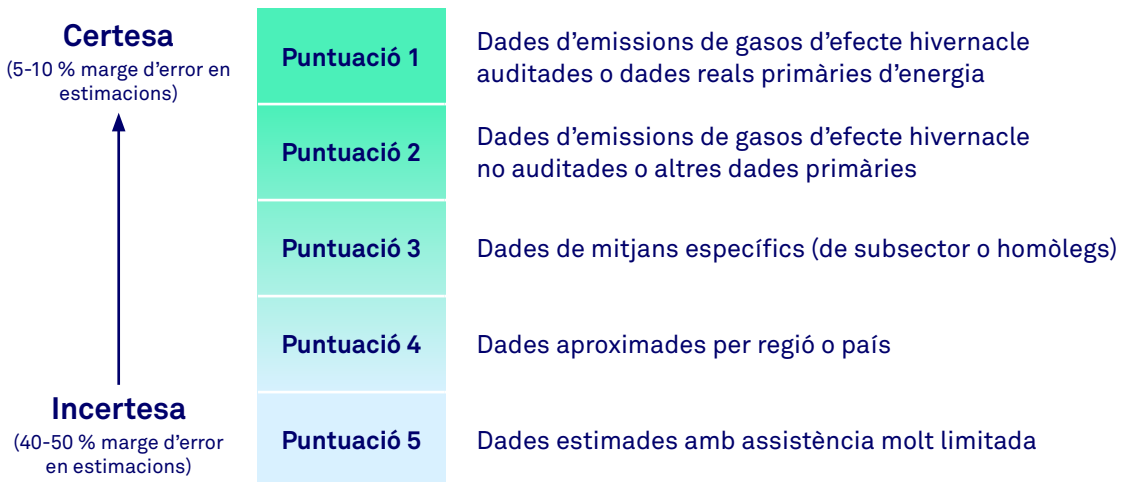 Certesa
(5-10 % marge d’error en
estimacions)
Puntuació 1
Dades d’emissions de gasos d’efecte hivernacle
auditades o dades reals primàries d’energia
Puntuació 2
Dades d’emissions de gasos d’efecte hivernacle
no auditades o altres dades primàries
Puntuació 3
Dades de mitjans específics (de subsector o homòlegs)
Puntuació 4
Dades aproximades per regió o país
Incertesa
(40-50 % marge d’error
en estimacions)
Puntuació 5
Dades estimades amb assistència molt limitada